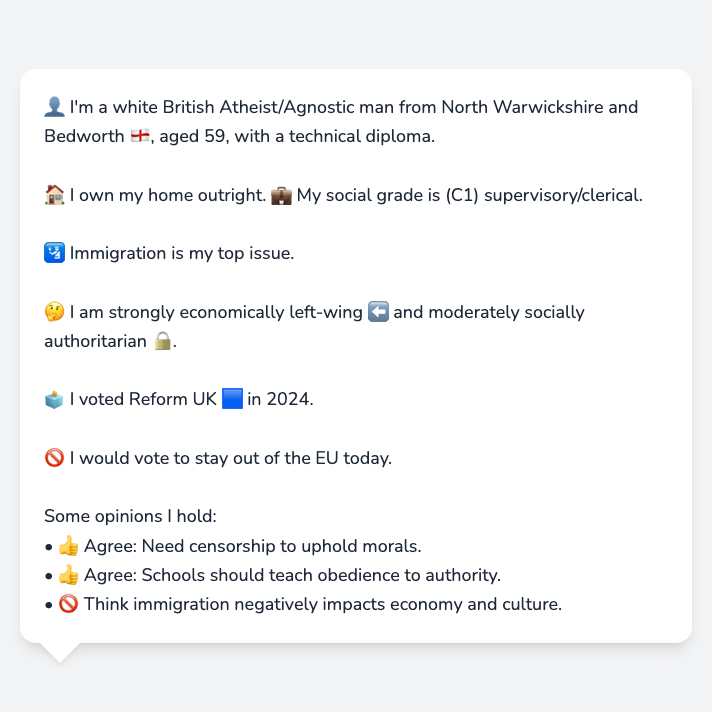 👤 I'm a white British Atheist/Agnostic man from North Warwickshire and
Bedworth 🏴󠁧󠁢󠁥󠁮󠁧󠁿, aged 59, with a technical diploma.
🏠 I own my home outright. 💼 My social grade is (C1) supervisory/clerical.
🛂 Immigration is my top issue.
🤔 I am strongly economically left-wing ⬅️ and moderately socially
authoritarian 🔒.
🗳️ I voted Reform UK 🟦 in 2024.
🚫 I would vote to stay out of the EU today.
Some opinions I hold:
• 👍 Agree: Need censorship to uphold morals.
• 👍 Agree: Schools should teach obedience to authority.
• 🚫 Think immigration negatively impacts economy and culture.